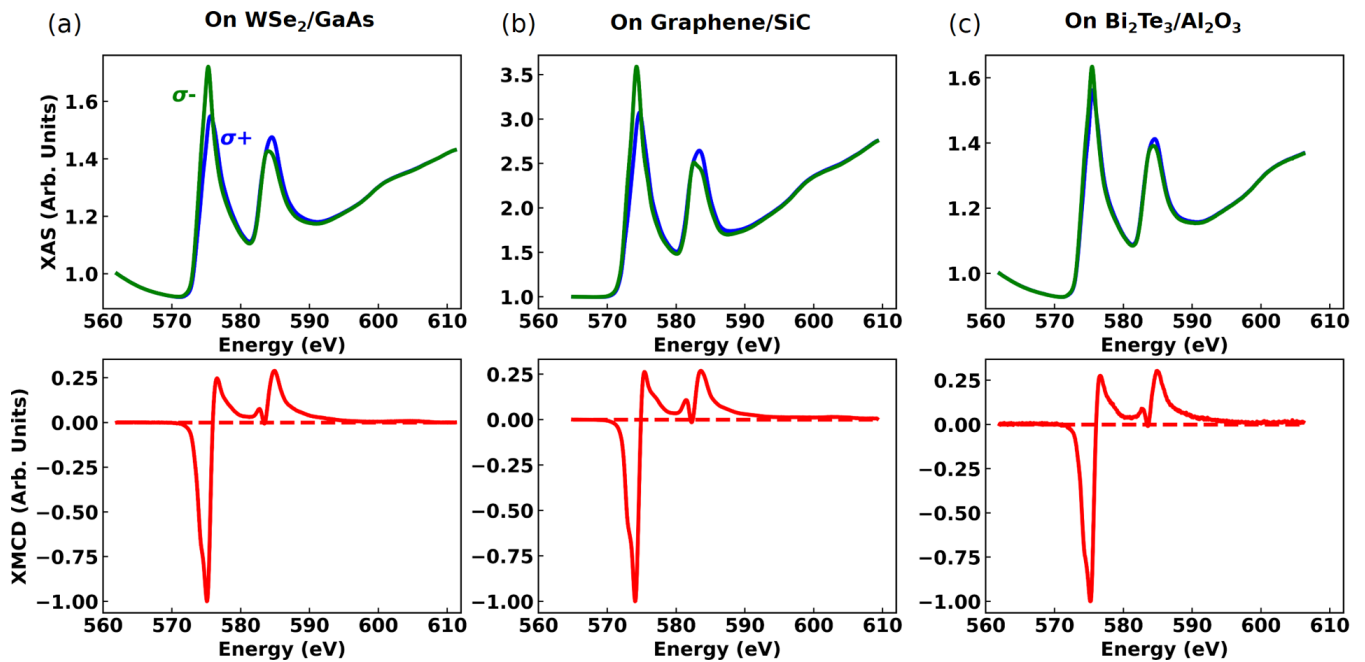 (a) On WSe₂/GaAs
(b) On Graphene/SiC
(c) On Bi₂Te₃/Al₂O₃
XAS (Arb. Units)
1.6
1.4
1.2
1.0
σ-
σ+
560 570 580 590 600 610
Energy (eV)
3.5
3.0
2.5
2.0
1.5
1.0
560 570 580 590 600 610
Energy (eV)
1.6
1.4
1.2
1.0
560 570 580 590 600 610
Energy (eV)
XMCD (Arb. Units)
0.25
0.00
−0.25
−0.50
−0.75
−1.00
560 570 580 590 600 610
Energy (eV)
0.25
0.00
−0.25
−0.50
−0.75
−1.00
560 570 580 590 600 610
Energy (eV)
0.25
0.00
−0.25
−0.50
−0.75
−1.00
560 570 580 590 600 610
Energy (eV)